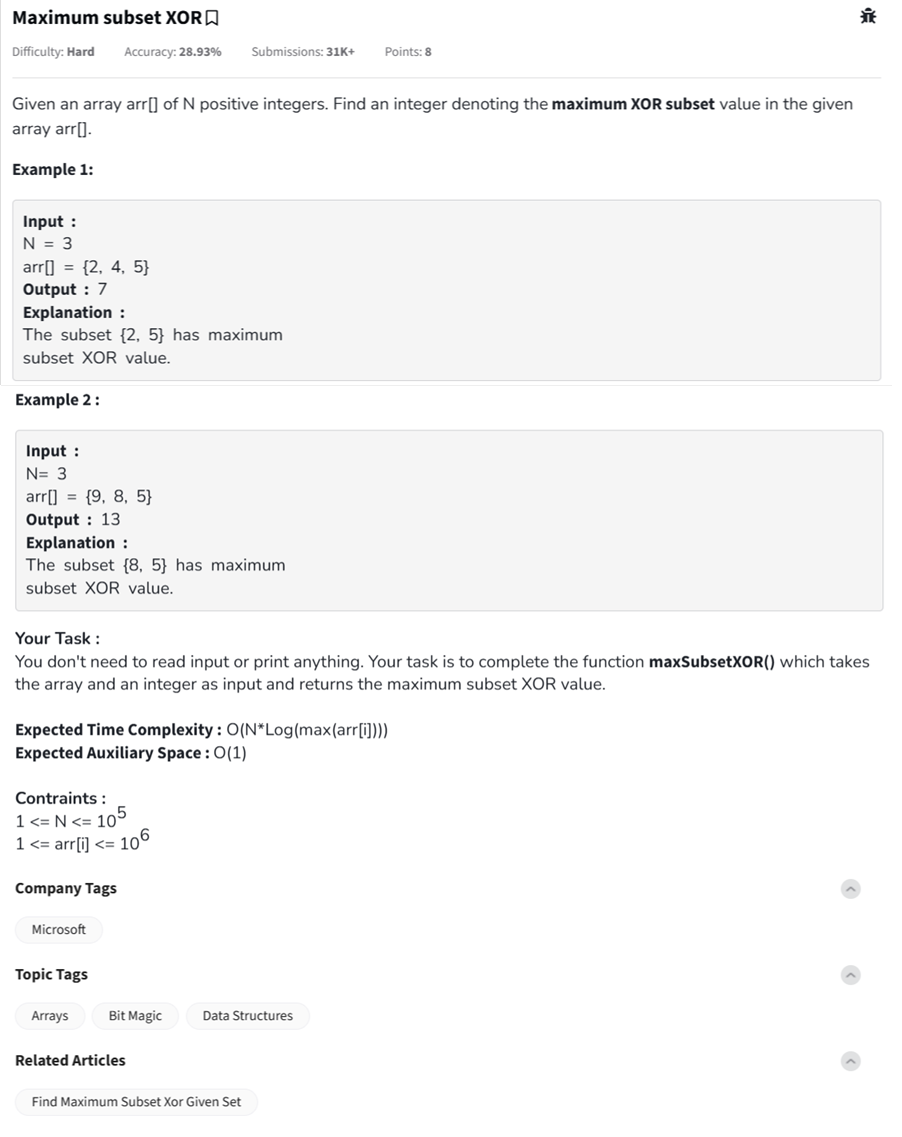 Maximum subset XOR
Difficulty: Hard Accuracy: 28.93% Submissions: 31K+ Points: 8
Given an array arr[] of N positive integers. Find an integer denoting the maximum XOR subset value in the given
array arr[].
Example 1:
Input :
N = 3
arr[] = {2, 4, 5}
Output : 7
Explanation :
The subset {2, 5} has maximum
subset XOR value.
Example 2 :
Input :
N= 3
arr[] = {9, 8, 5}
Output : 13
Explanation :
The subset {8, 5} has maximum
subset XOR value.
Your Task :
You don't need to read input or print anything. Your task is to complete the function maxSubsetXOR() which takes
the array and an integer as input and returns the maximum subset XOR value.
Expected Time Complexity : O(N*Log(max(arr[i])))
Expected Auxiliary Space : O(1)
Contraints :
1 <= N <= 10^5
1 <= arr[i] <= 10^6
Company Tags
Microsoft
Topic Tags
Arrays Bit Magic Data Structures
Related Articles
Find Maximum Subset Xor Given Set